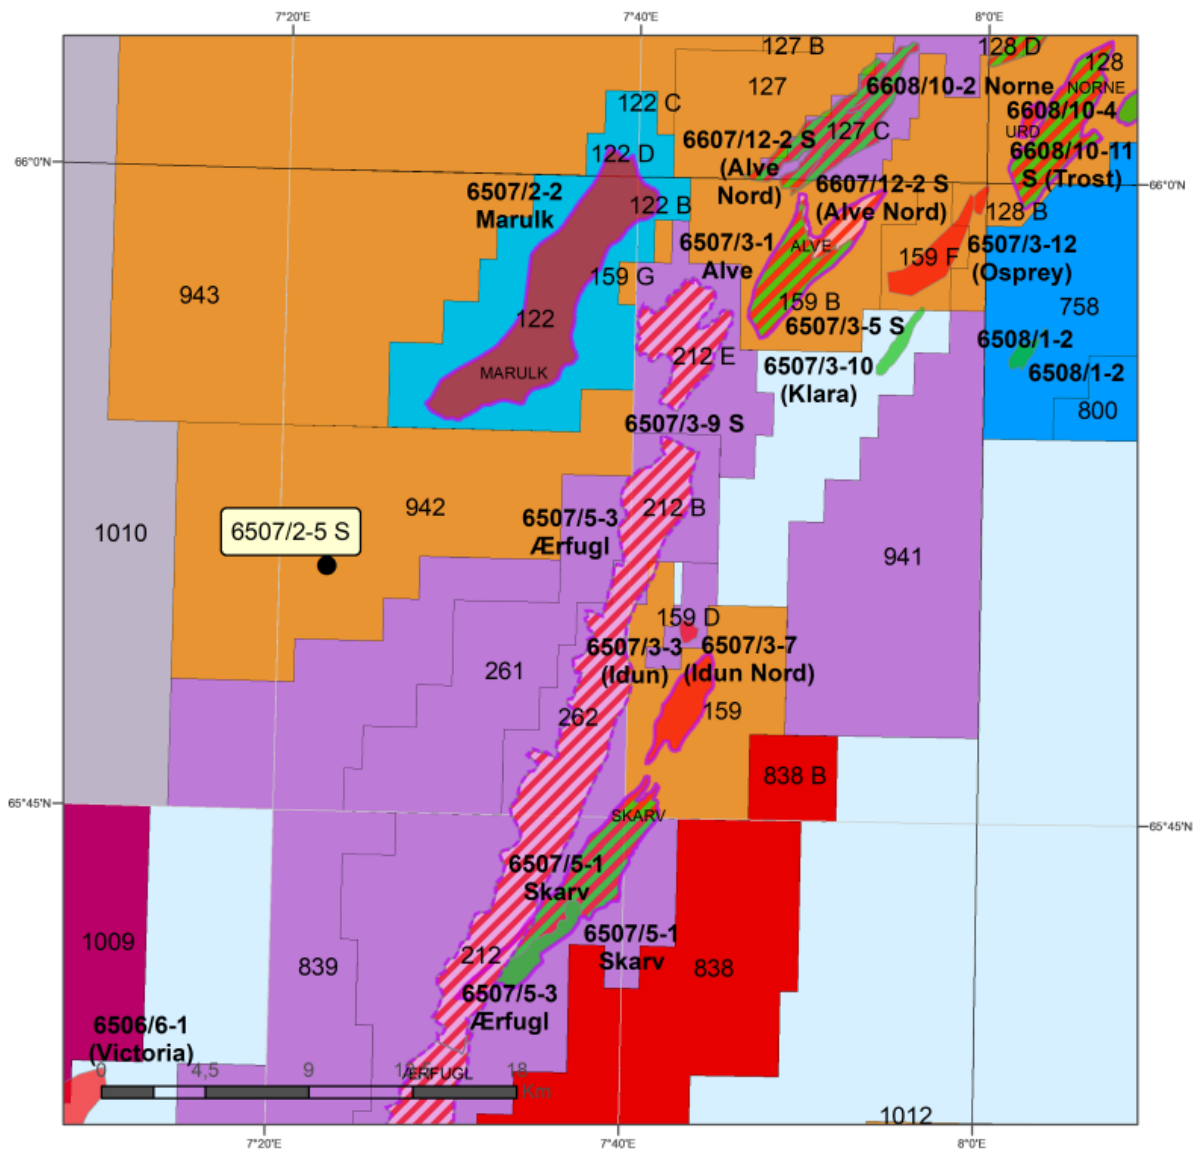 7°20'E
7°40'E
8°0'E
127 B
128 D
128
127
6608/10-2 Norne
NORNE
122 C
6608/10-4
URD
6607/12-2 S
(Alve
Nord)
127 C
122 D
6608/10-11
S (Trost)
66°0'N
66°0'N
6507/2-2
Marulk
6607/12-2 S
(Alve Nord)
122 B
128 B
6507/3-1
Alve
ALVE
159 F
6507/3-12
(Osprey)
159 G
943
159 B
758
122
6507/3-5 S
6508/1-2
212 E
MARULK
6507/3-10
(Klara)
6508/1-2
800
6507/3-9 S
942
212 B
6507/5-3
Ærfugl
6507/2-5 S
1010
941
159 D
6507/3-3
(Idun)
6507/3-7
(Idun Nord)
261
262
159
838 B
65°45'N
SKARV
65°45'N
6507/5-1
Skarv
6507/5-1
Skarv
1009
839
212
838
6507/5-3
Ærfugl
6506/6-1
(Victoria)
0
4,5
9
18
Km
ÆRFUGL
1012
7°20'E
7°40'E
8°0'E